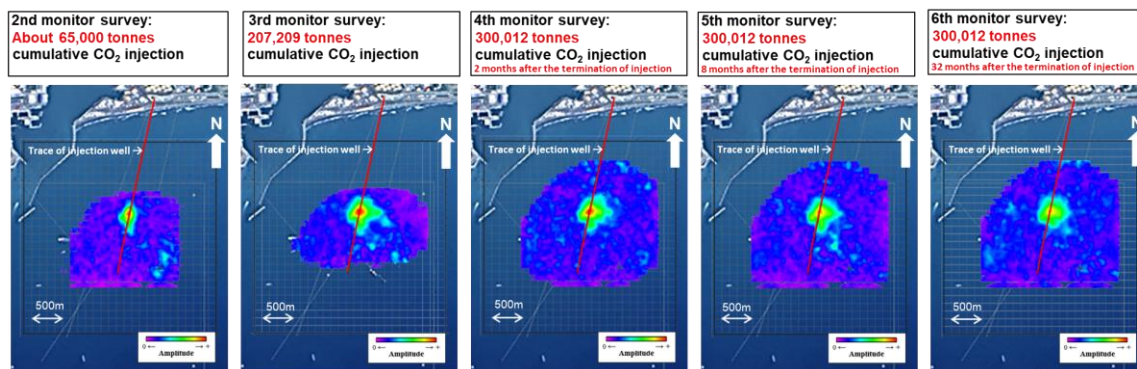 2nd monitor survey:
About 65,000 tonnes
cumulative CO₂ injection
3rd monitor survey:
207,209 tonnes
cumulative CO₂ injection
4th monitor survey:
300,012 tonnes
cumulative CO₂ injection
2 months after the termination of injection
5th monitor survey:
300,012 tonnes
cumulative CO₂ injection
8 months after the termination of injection
6th monitor survey:
300,012 tonnes
cumulative CO₂ injection
32 months after the termination of injection
N
Trace of injection well →
500m
0 ← → +
Amplitude
N
Trace of injection well →
500m
0 ← → +
Amplitude
N
Trace of injection well →
500m
0 ← → +
Amplitude
N
Trace of injection well →
500m
0 ← → +
Amplitude
N
Trace of injection well →
500m
0 ← → +
Amplitude